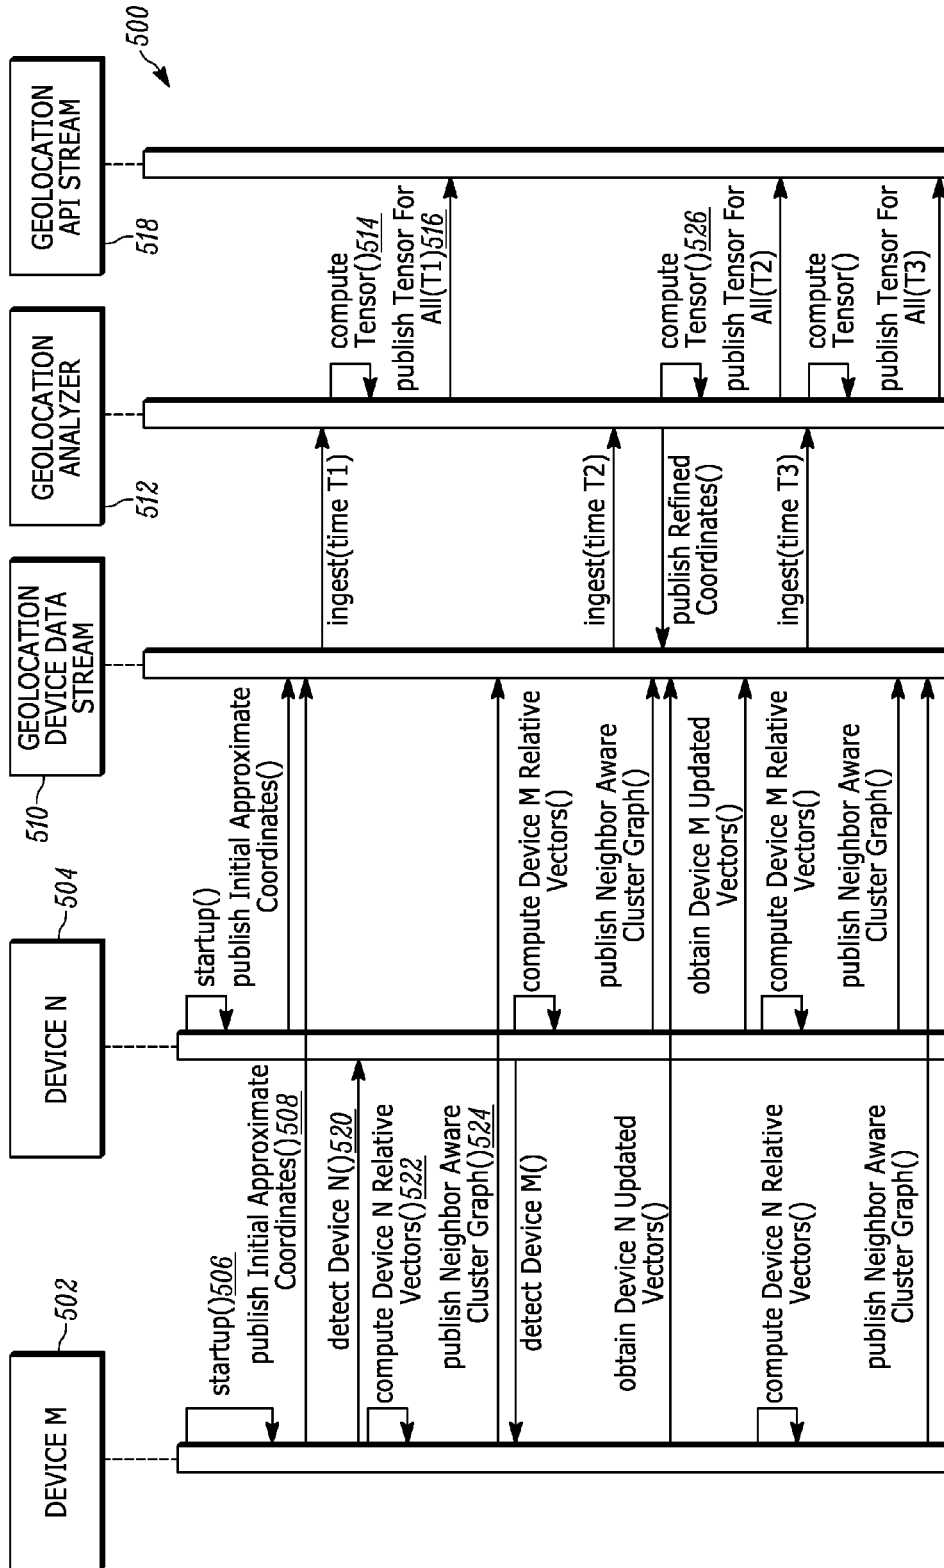 500
DEVICE M
502
DEVICE N
504
GEOLOCATION
DEVICE DATA
STREAM
510
GEOLOCATION
ANALYZER
512
GEOLOCATION
API STREAM
518
startup()506
publish Initial Approximate
Coordinates()508
detect Device N()520
compute Device N Relative
Vectors()522
publish Neighbor Aware
Cluster Graph()524
detect Device M()
obtain Device N Updated
Vectors()
compute Device N Relative
Vectors()
publish Neighbor Aware
Cluster Graph()
startup()
publish Initial Approximate
Coordinates()
compute Device M Relative
Vectors()
publish Neighbor Aware
Cluster Graph()
obtain Device M Updated
Vectors()
compute Device M Relative
Vectors()
publish Neighbor Aware
Cluster Graph()
ingest(time T1)
ingest(time T2)
publish Refined
Coordinates()
ingest(time T3)
compute
Tensor()514
publish Tensor For
All(T1)516
compute
Tensor()526
publish Tensor For
All(T2)
compute
Tensor()
publish Tensor For
All(T3)